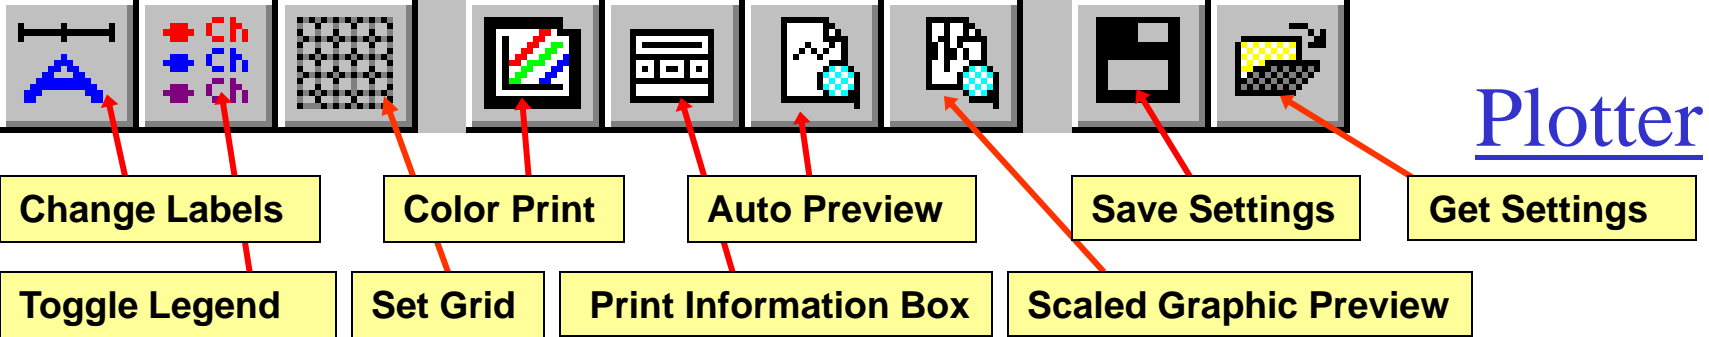 Ch
Ch
Ch
A
Plotter
Change Labels
Color Print
Auto Preview
Save Settings
Get Settings
Toggle Legend
Set Grid
Print Information Box
Scaled Graphic Preview